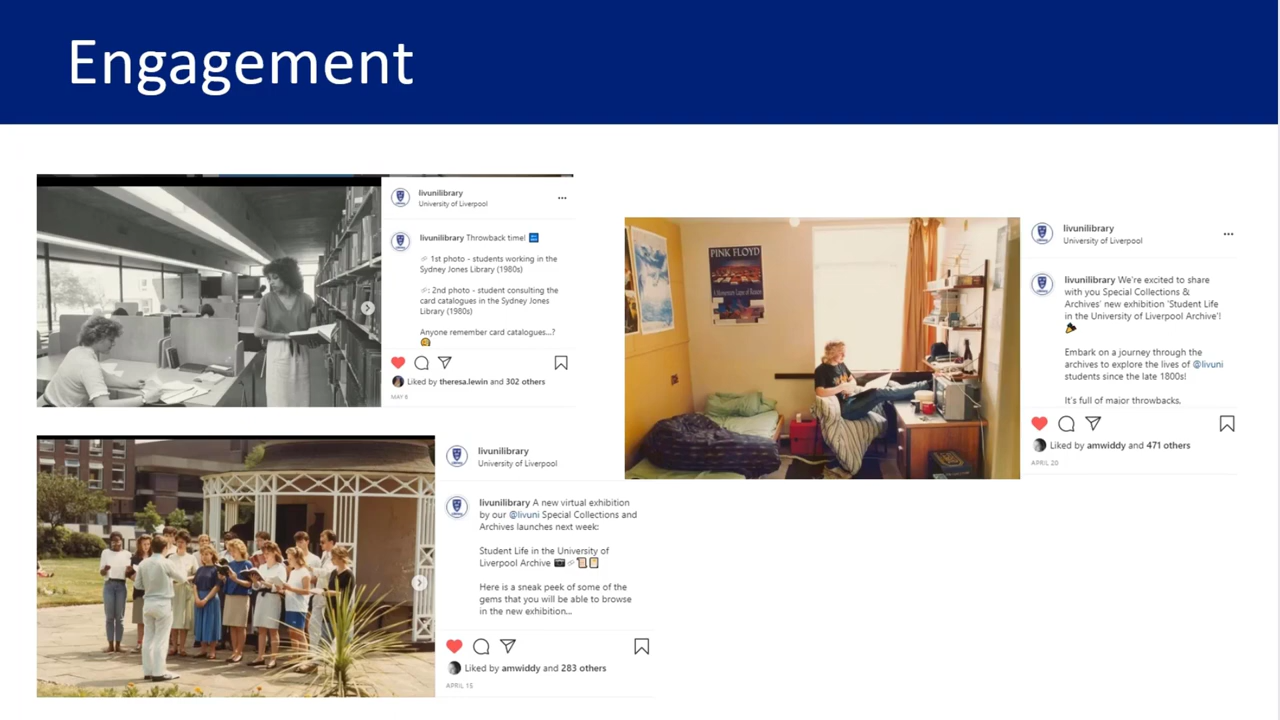 Engagement
livunilibrary
University of Liverpool
livunilibrary Throwback time!
1st photo - students working in the
Sydney Jones Library (1980s)
2nd photo - student consulting the
card catalogues in the Sydney Jones
Library (1980s)
Anyone remember card catalogues...?
Liked by theresa.lewin and 302 others
MAY 6
livunilibrary
University of Liverpool
livunilibrary A new virtual exhibition
by our @livuni Special Collections and
Archives launches next week:
Student Life in the University of
Liverpool Archive
Here is a sneak peek of some of the
gems that you will be able to browse
in the new exhibition...
Liked by amwiddy and 283 others
APRIL 15
PINK FLOYD
A Momentary Lapse of Reason
livunilibrary
University of Liverpool
livunilibrary We're excited to share
with you Special Collections &
Archives' new exhibition 'Student Life
in the University of Liverpool Archive'!
Embark on a journey through the
archives to explore the lives of @livuni
students since the late 1800s!
It's full of major throwbacks.
Liked by amwiddy and 471 others
APRIL 20